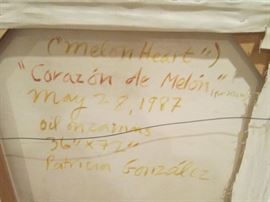 ("Melon Heart")
"Corazón de Melón"
May 28, 1987
oil on canvas
36" x 72"
Patricia González